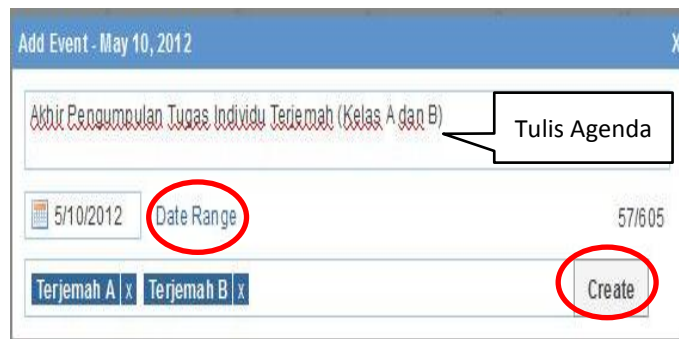 Add Event - May 10, 2012 X
Akhir Pengumpulan Tugas Individu Terjemah (Kelas A dan B)
Tulis Agenda
5/10/2012 Date Range 57/605
Terjemah A x Terjemah B x Create